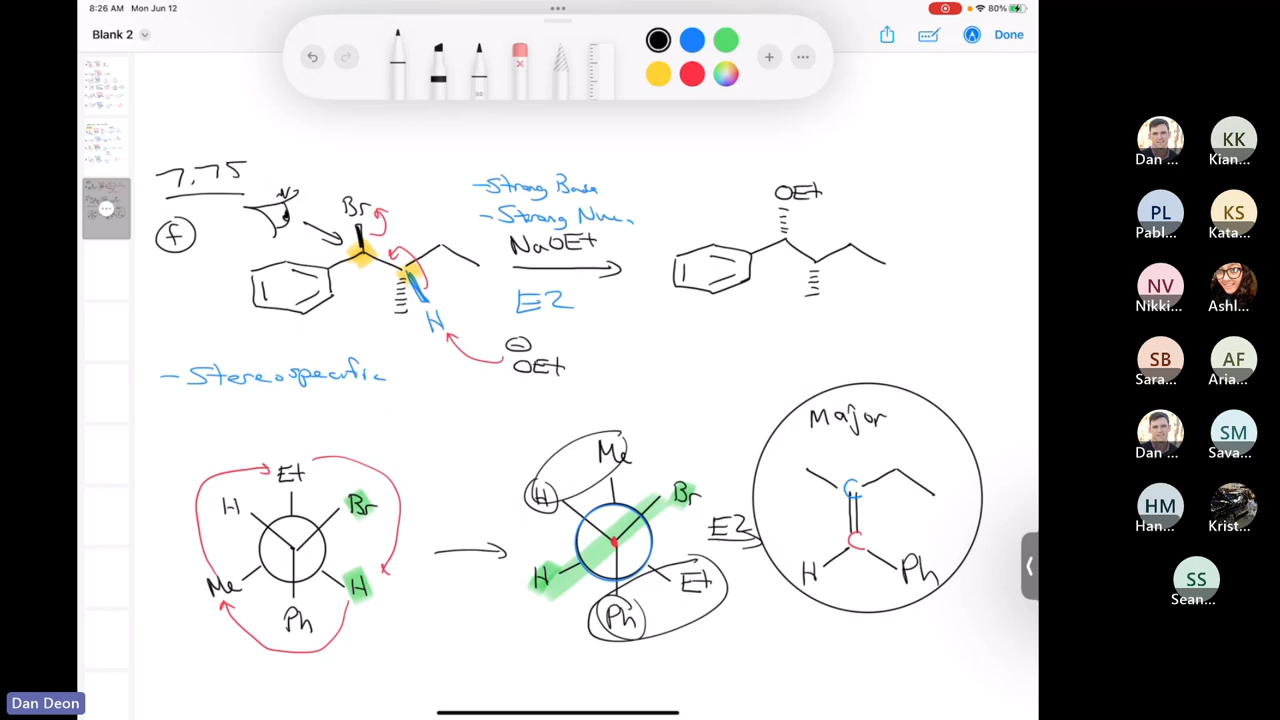 8:26 AM Mon Jun 12
80%
Blank 2
Done
7.75
f
Br
H
- Strong Base
- Strong Nuc.
NaOEt
E2
⊖
OEt
OEt
- Stereospecific
Et
H
Br
Me
H
Ph
Me
H
Br
H
Et
Ph
E2
Major
C
C
H
Ph
Dan ...
KK
Kian...
PL
Pabl...
KS
Kata...
NV
Nikki...
Ashl...
SB
Sara...
AF
Aria...
Dan ...
SM
Sava...
HM
Han...
Krist...
SS
Sean...
Dan Deon